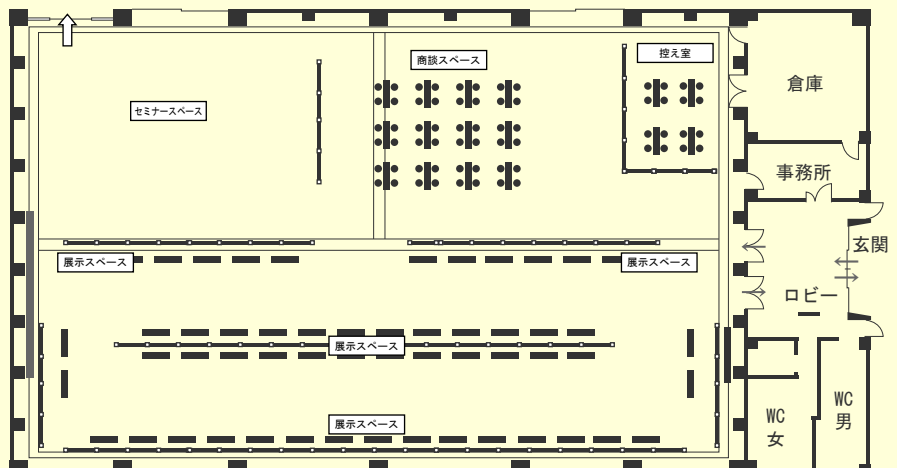 商談スペース
控え室
セミナースペース
倉庫
事務所
玄関
展示スペース
展示スペース
ロビー
展示スペース
展示スペース
WC
女
WC
男